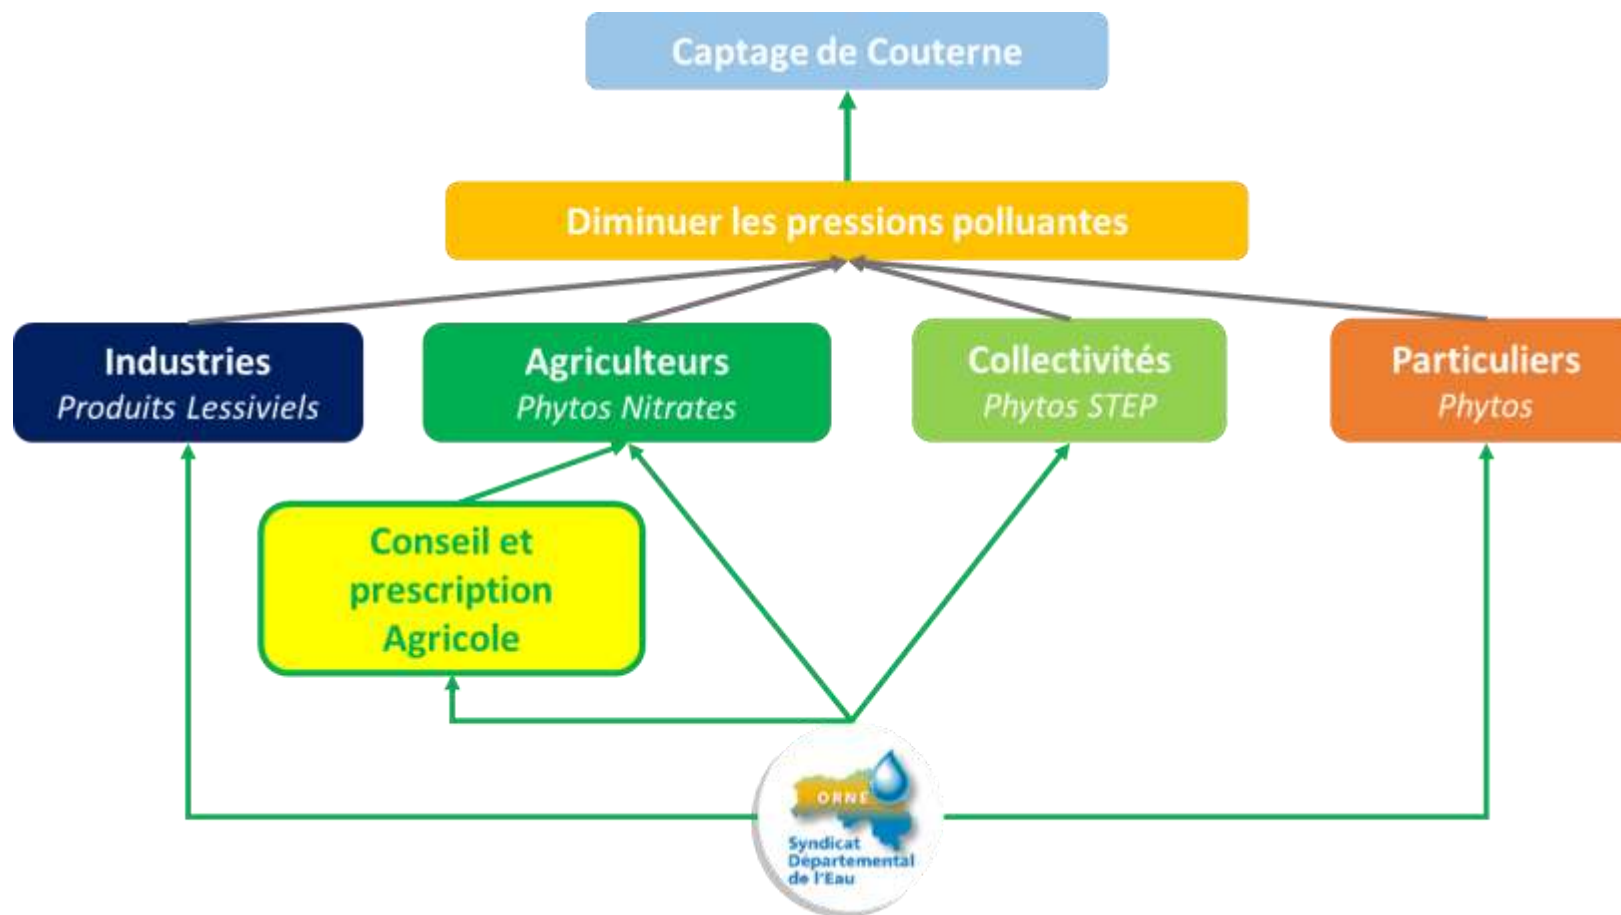 Captage de Couterne
Diminuer les pressions polluantes
Industries
Produits Lessiviels
Agriculteurs
Phytos Nitrates
Collectivités
Phytos STEP
Particuliers
Phytos
Conseil et
prescription
Agricole
ORNE
Syndicat
Départemental
de l'Eau